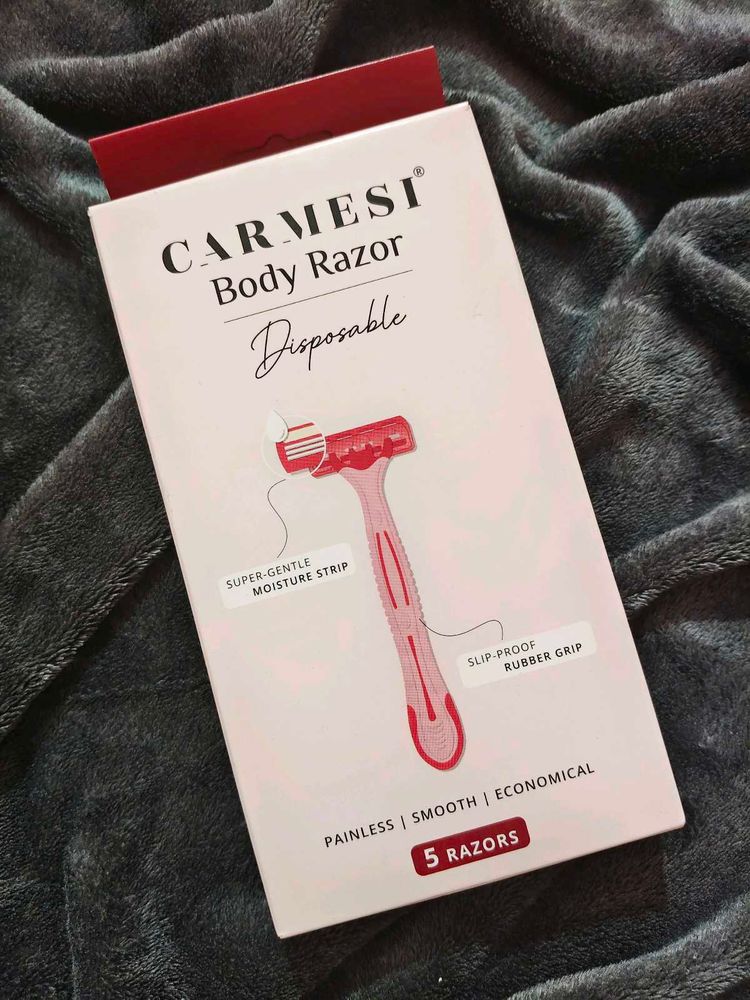 CARMESI®
Body Razor
Disposable
SUPER-GENTLE
MOISTURE STRIP
SLIP-PROOF
RUBBER GRIP
PAINLESS | SMOOTH | ECONOMICAL
5 RAZORS